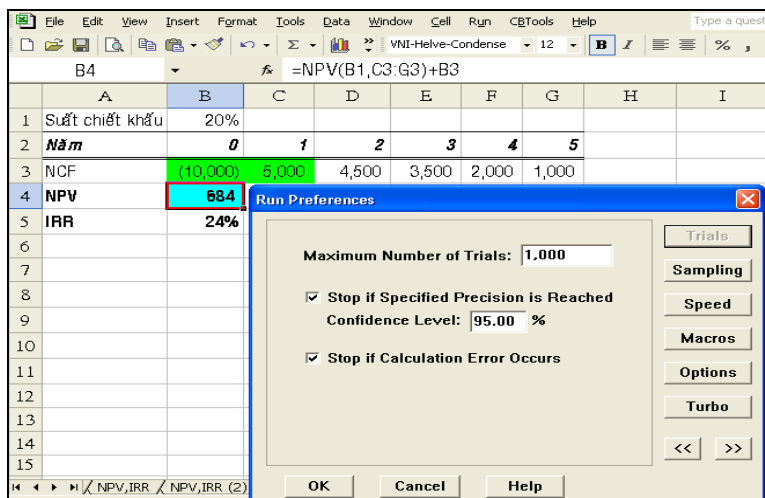 File Edit View Insert Format Tools Data Window Cell Run CBTools Help Type a quest
VNI-Helve-Condense 12 B I % ,
B4 fx =NPV(B1,C3:G3)+B3
A B C D E F G H I
1 Suất chiết khấu 20%
2 Năm 0 1 2 3 4 5
3 NCF (10,000) 5,000 4,500 3,500 2,000 1,000
4 NPV 684
5 IRR 24%
6
7
8
9
10
11
12
13
14
15
Run Preferences
Maximum Number of Trials: 1,000
Stop if Specified Precision is Reached
Confidence Level: 95.00 %
Stop if Calculation Error Occurs
Trials
Sampling
Speed
Macros
Options
Turbo
<< >>
OK Cancel Help
NPV,IRR NPV,IRR (2)